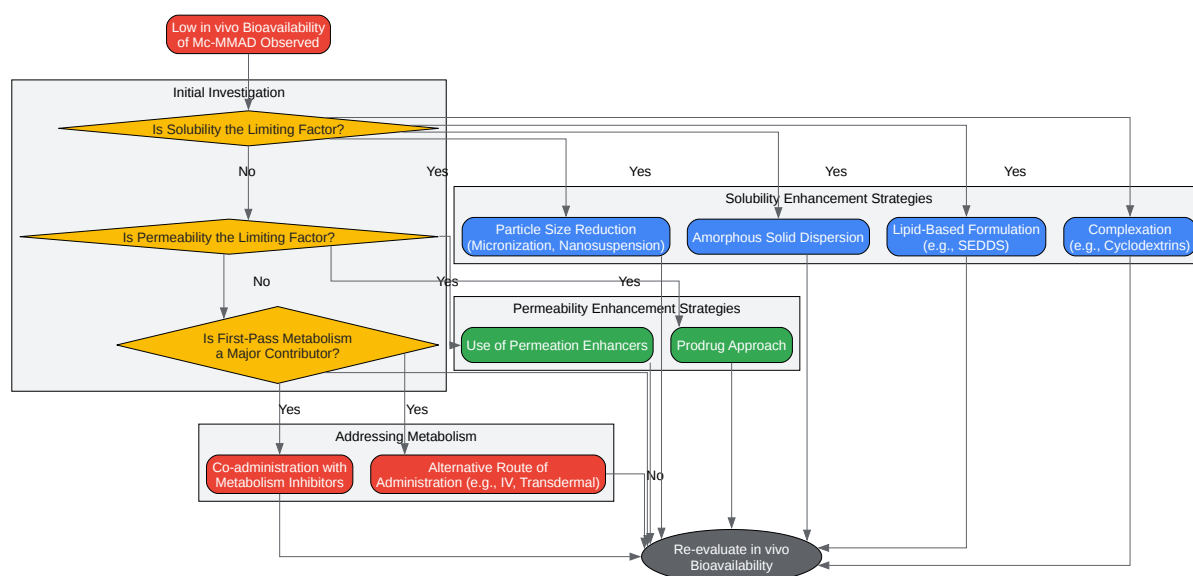 Low in vivo Bioavailability
of Mc-MMAD Observed
Initial Investigation
Is Solubility the Limiting Factor?
No
Yes
Yes
Yes
Yes
Solubility Enhancement Strategies
Particle Size Reduction
(Micronization, Nanosuspension)
Amorphous Solid Dispersion
Lipid-Based Formulation
(e.g., SEDDS)
Complexation
(e.g., Cyclodextrins)
Is Permeability the Limiting Factor?
No
Yes
Yes
Permeability Enhancement Strategies
Use of Permeation Enhancers
Prodrug Approach
Is First-Pass Metabolism
a Major Contributor?
Yes
Yes
Addressing Metabolism
Co-administration with
Metabolism Inhibitors
Alternative Route of
Administration (e.g., IV, Transdermal)
No
Re-evaluate in vivo
Bioavailability